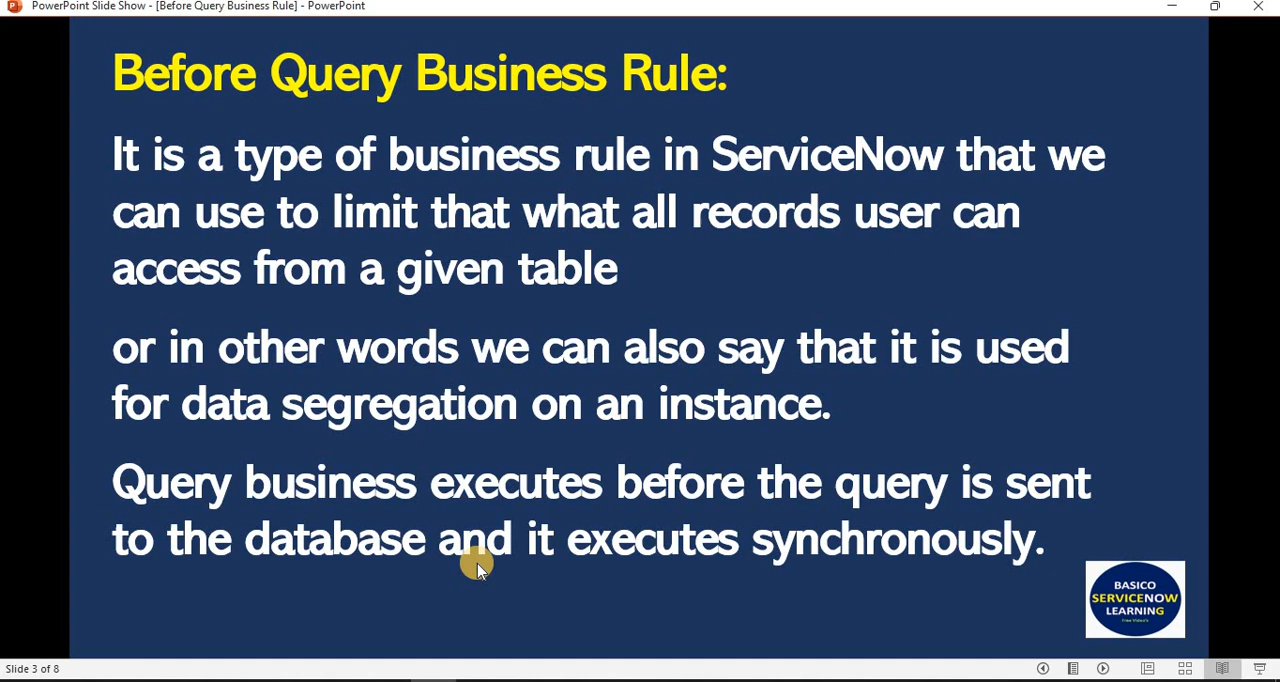 PowerPoint Slide Show - [Before Query Business Rule] - PowerPoint
Before Query Business Rule:
It is a type of business rule in ServiceNow that we
can use to limit that what all records user can
access from a given table
or in other words we can also say that it is used
for data segregation on an instance.
Query business executes before the query is sent
to the database and it executes synchronously.
BASICO
SERVICENOW
LEARNING
Free Video's
Slide 3 of 8